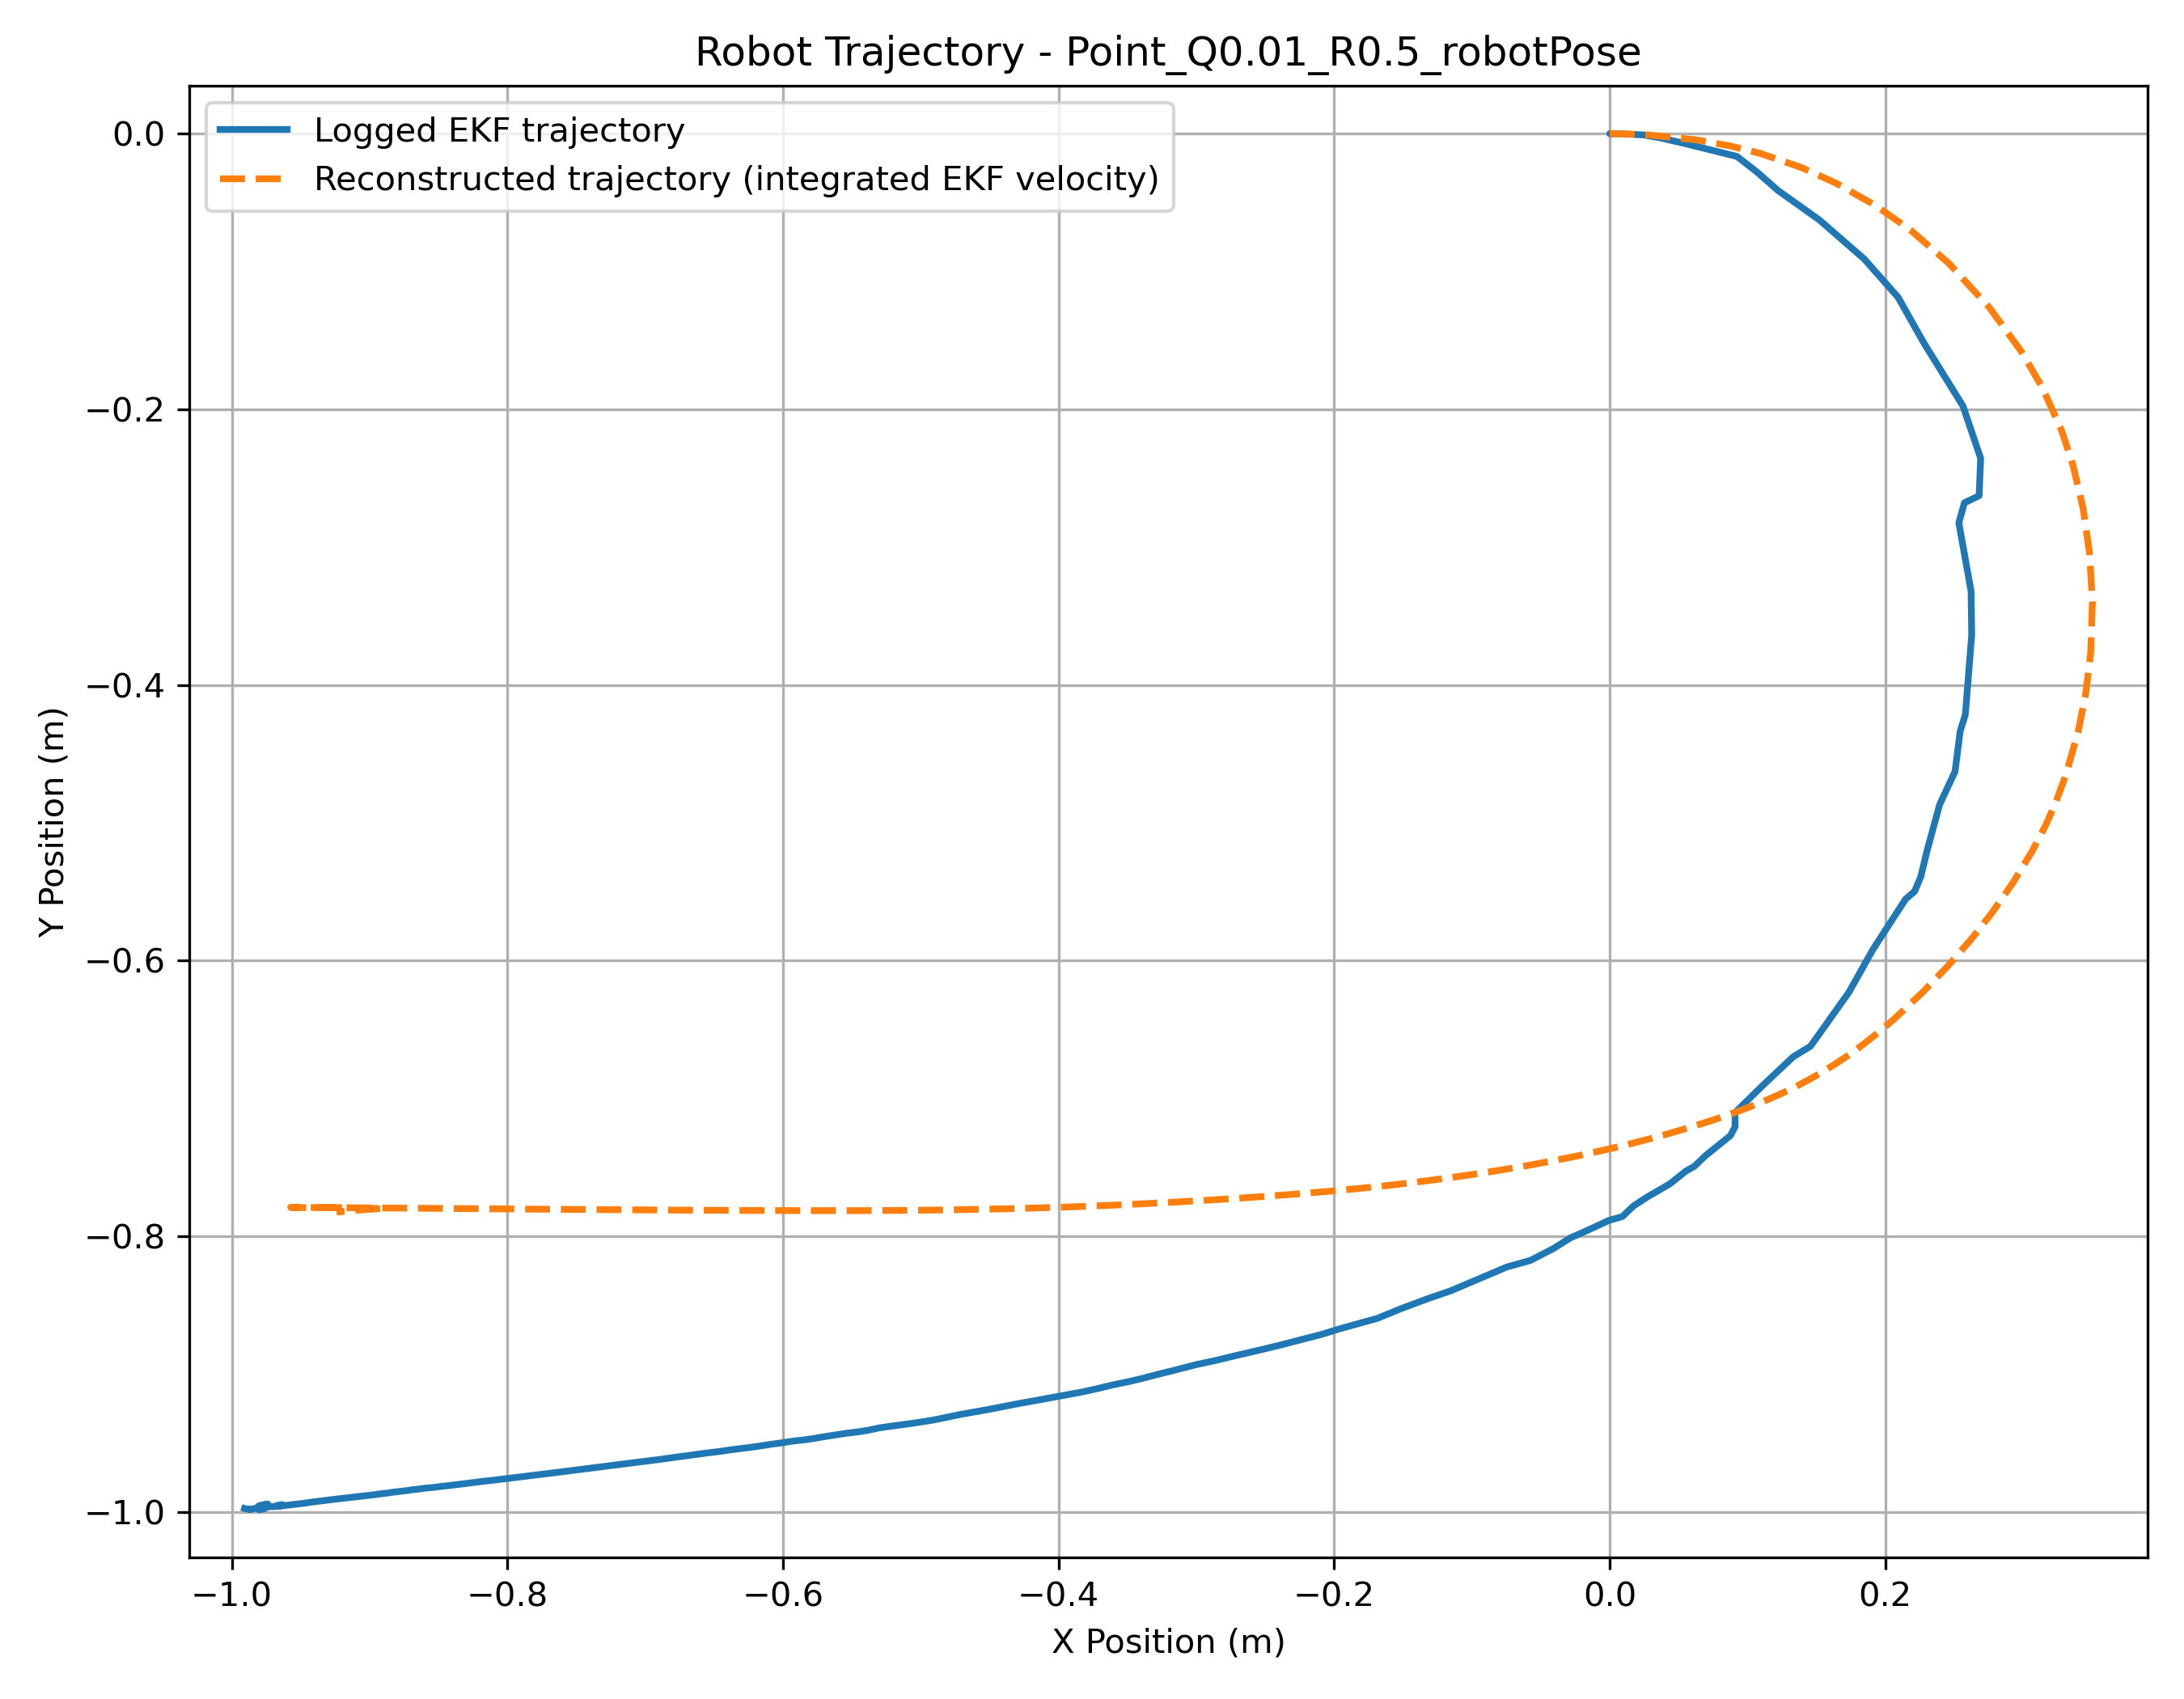 Robot Trajectory - Point_Q0.01_R0.5_robotPose
Logged EKF trajectory
Reconstructed trajectory (integrated EKF velocity)
0.0
−0.2
−0.4
−0.6
−0.8
−1.0
Y Position (m)
−1.0 −0.8 −0.6 −0.4 −0.2 0.0 0.2
X Position (m)